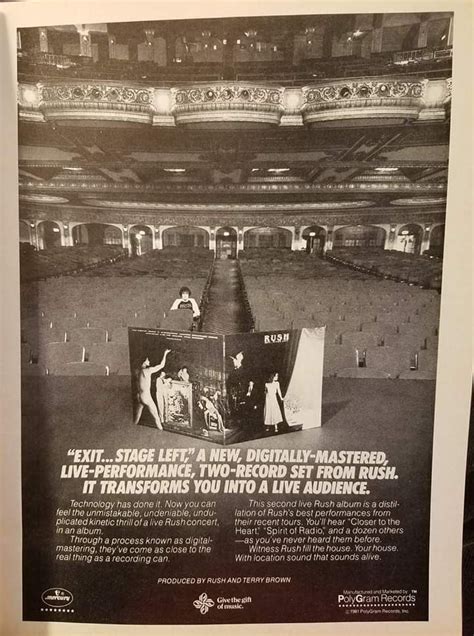 RUSH
"EXIT...STAGE LEFT," A NEW, DIGITALLY-MASTERED,
LIVE-PERFORMANCE, TWO-RECORD SET FROM RUSH.
IT TRANSFORMS YOU INTO A LIVE AUDIENCE.
Technology has done it. Now you can
feel the unmistakable, undeniable, undu-
plicated kinetic thrill of a live Rush concert,
in an album.
Through a process known as digital-
mastering, they've come as close to the
real thing as a recording can.
This second live Rush album is a distil-
lation of Rush's best performances from
their recent tours. You'll hear "Closer to the
Heart," "Spirit of Radio," and a dozen others
—as you've never heard them before.
Witness Rush fill the house. Your house.
With location sound that sounds alive.
PRODUCED BY RUSH AND TERRY BROWN
mercury
Give the gift
of music.
Manufactured and Marketed by
PolyGram Records ™
© 1981 PolyGram Records, Inc.